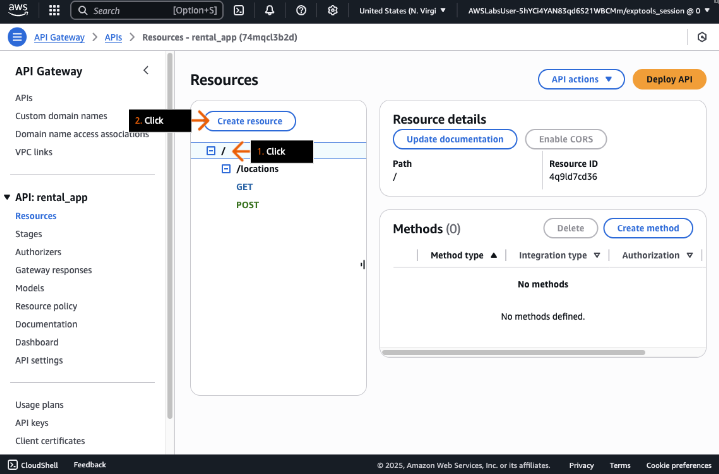 aws
Search [Option+S]
United States (N. Virgi
AWSLabsUser-5hYCi4YAN83qd6S21WBCMm/exptools_session @ 0
API Gateway > APIs > Resources - rental_app (74mqcl3b2d)
API Gateway
APIs
Custom domain names
Domain name access associations
VPC links
API: rental_app
Resources
Stages
Authorizers
Gateway responses
Models
Resource policy
Documentation
Dashboard
API settings
Usage plans
API keys
Client certificates
Resources
API actions
Deploy API
2. Click
Create resource
/
1. Click
/locations
GET
POST
Resource details
Update documentation
Enable CORS
Path
/
Resource ID
4q9ld7cd36
Methods (0)
Delete
Create method
Method type
Integration type
Authorization
No methods
No methods defined.
CloudShell
Feedback
© 2025, Amazon Web Services, Inc. or its affiliates.
Privacy
Terms
Cookie preferences